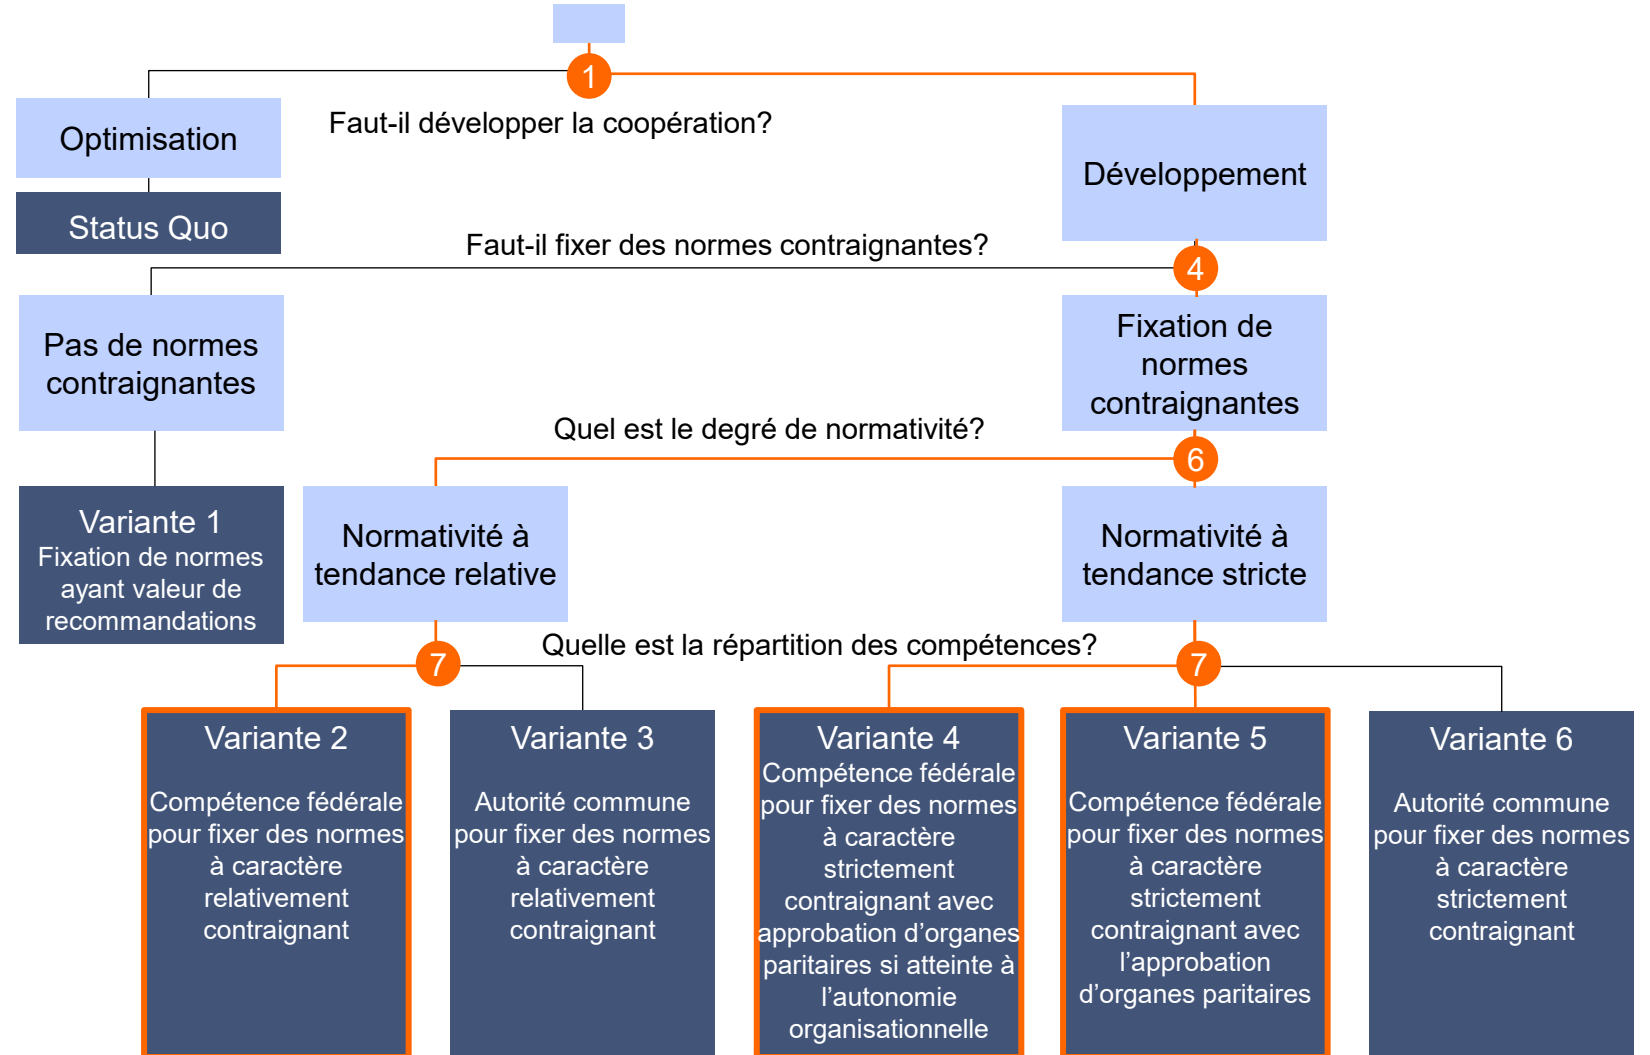 1
Faut-il développer la coopération?
Optimisation
Développement
Status Quo
Faut-il fixer des normes contraignantes?
4
Pas de normes
contraignantes
Fixation de
normes
contraignantes
Quel est le degré de normativité?
6
Variante 1
Fixation de normes
ayant valeur de
recommandations
Normativité à
tendance relative
Normativité à
tendance stricte
Quelle est la répartition des compétences?
7
7
Variante 2
Compétence fédérale
pour fixer des normes
à caractère
relativement
contraignant
Variante 3
Autorité commune
pour fixer des normes
à caractère
relativement
contraignant
Variante 4
Compétence fédérale
pour fixer des normes
à caractère
strictement
contraignant avec
approbation d’organes
paritaires si atteinte à
l’autonomie
organisationnelle
Variante 5
Compétence fédérale
pour fixer des normes
à caractère
strictement
contraignant avec
l’approbation
d’organes paritaires
Variante 6
Autorité commune
pour fixer des normes
à caractère
strictement
contraignant